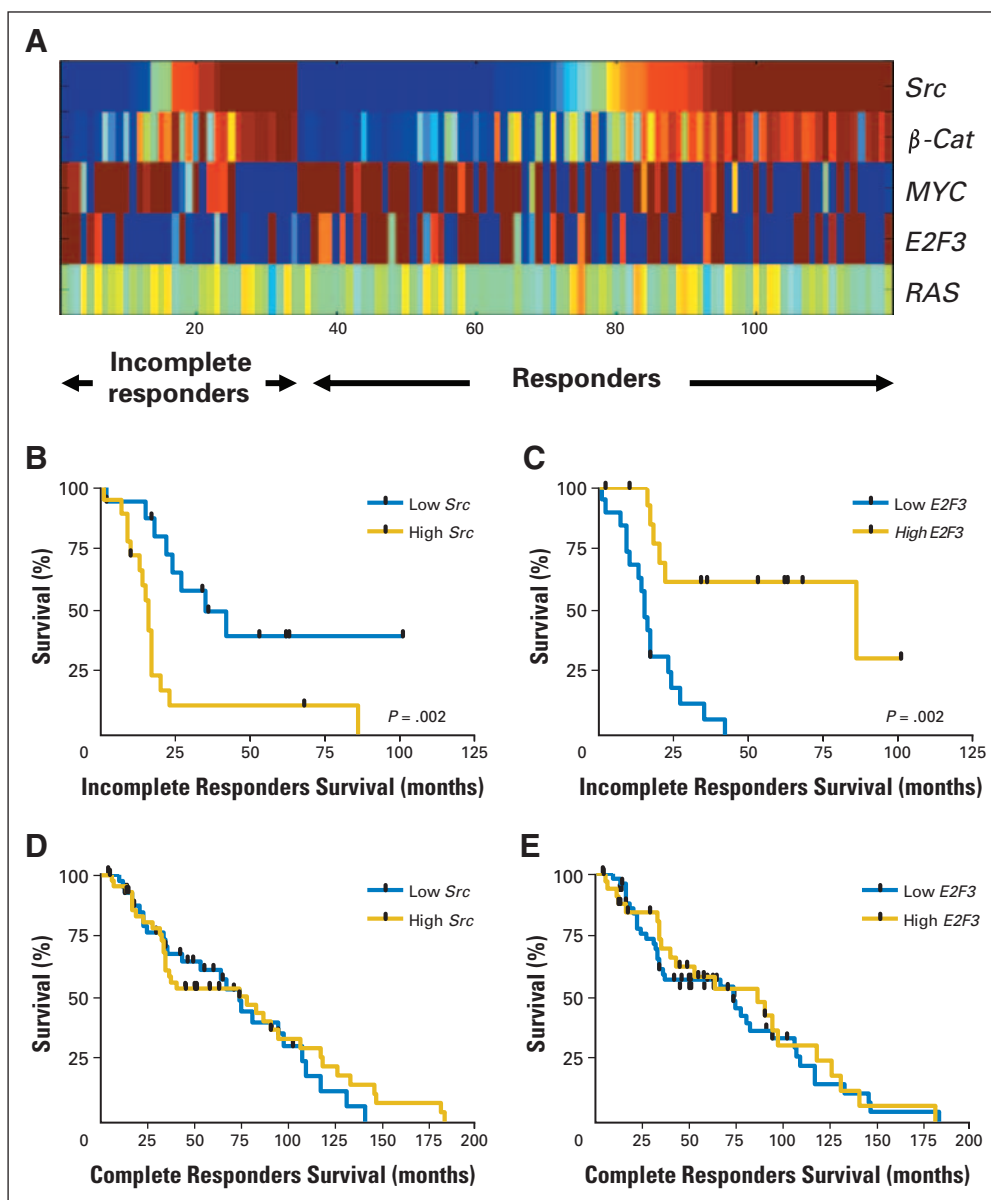 A
Src
β-Cat
MYC
E2F3
RAS
20 40 60 80 100
Incomplete
responders
Responders
B
100
75
50
25
0 25 50 75 100 125
Survival (%)
Low Src
High Src
P = .002
Incomplete Responders Survival (months)
C
100
75
50
25
0 25 50 75 100 125
Survival (%)
Low E2F3
High E2F3
P = .002
Incomplete Responders Survival (months)
D
100
75
50
25
0 25 50 75 100 125 150 175 200
Survival (%)
Low Src
High Src
Complete Responders Survival (months)
E
100
75
50
25
0 25 50 75 100 125 150 175 200
Survival (%)
Low E2F3
High E2F3
Complete Responders Survival (months)